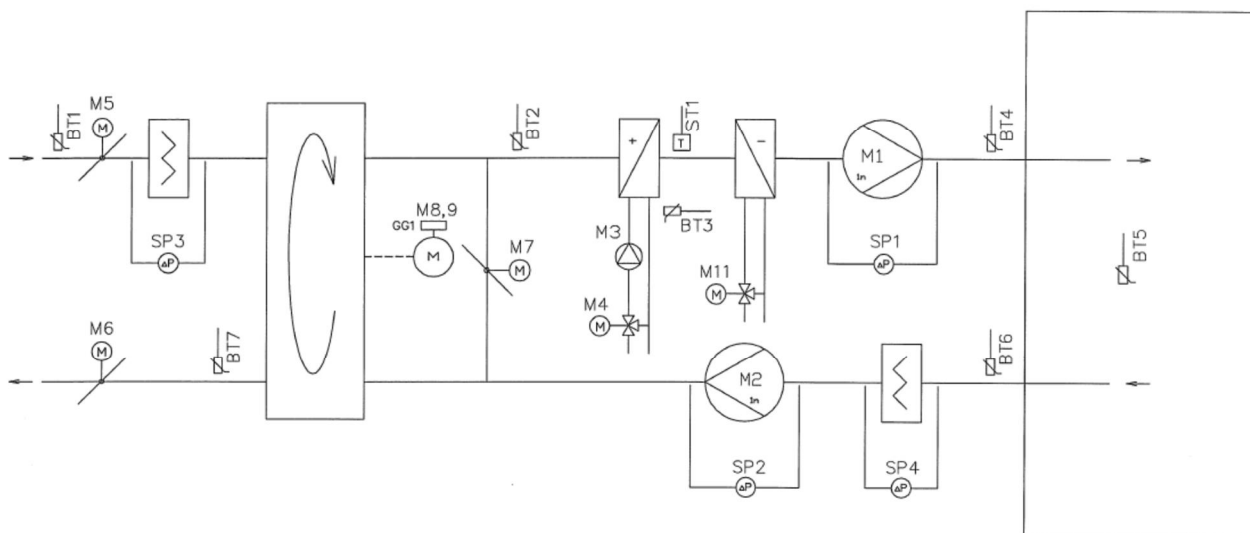 M5
BT1
BT2
ST1
BT4
M
+
T
-
M1
1n
M8,9
GG1
BT3
SP3
M3
SP1
BT5
ΔP
M
M7
M
M11
ΔP
M4
M
M
M6
M
BT7
M2
1n
BT6
SP2
SP4
ΔP
ΔP